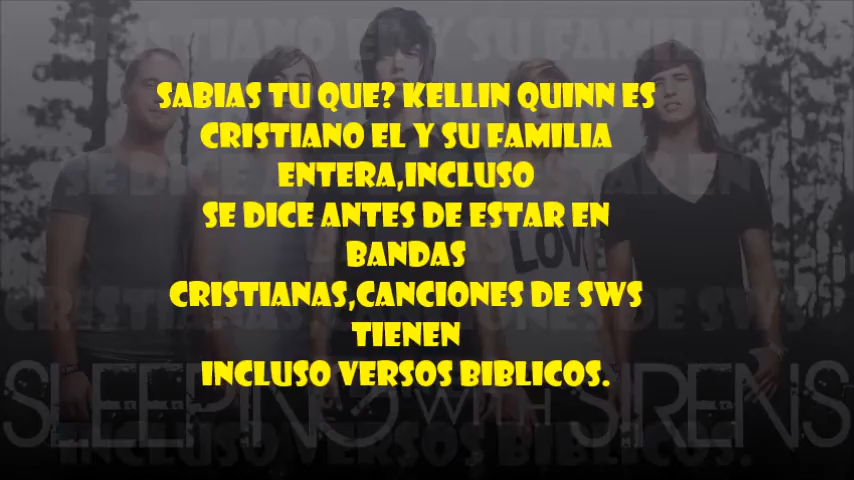 SABIAS TU QUE? KELLIN QUINN ES
CRISTIANO EL Y SU FAMILIA
ENTERA,INCLUSO
SE DICE ANTES DE ESTAR EN
BANDAS
CRISTIANAS,CANCIONES DE SWS
TIENEN
INCLUSO VERSOS BIBLICOS.
LOV
SLEEPING WITH SIRENS